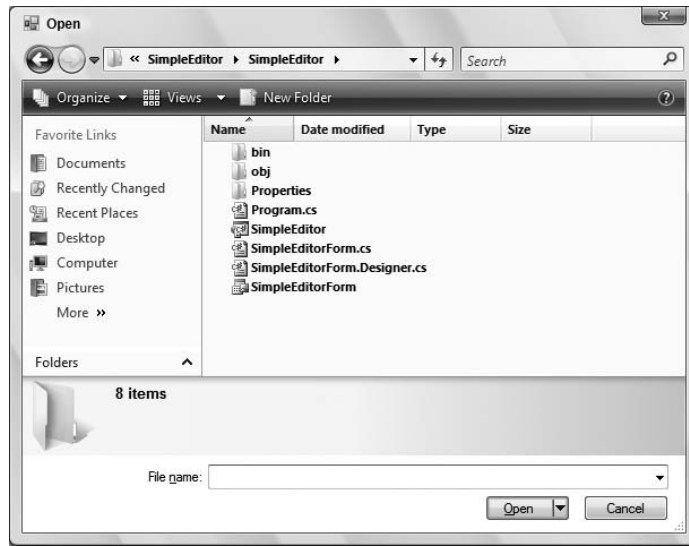 Open
« SimpleEditor SimpleEditor
Search
Organize Views New Folder
Favorite Links
Documents
Recently Changed
Recent Places
Desktop
Computer
Pictures
More »
Folders
Name Date modified Type Size
bin
obj
Properties
Program.cs
SimpleEditor
SimpleEditorForm.cs
SimpleEditorForm.Designer.cs
SimpleEditorForm
8 items
File name:
Open Cancel